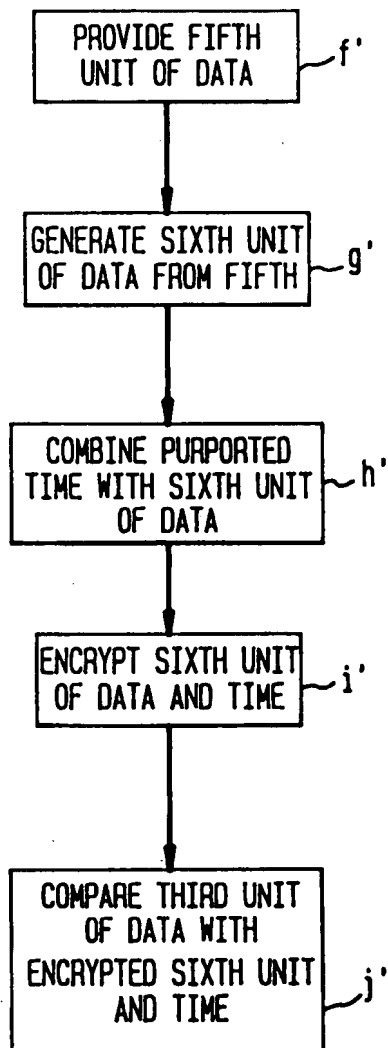 PROVIDE FIFTH
UNIT OF DATA
f'
GENERATE SIXTH UNIT
OF DATA FROM FIFTH
g'
COMBINE PURPORTED
TIME WITH SIXTH UNIT
OF DATA
h'
ENCRYPT SIXTH UNIT
OF DATA AND TIME
i'
COMPARE THIRD UNIT
OF DATA WITH
ENCRYPTED SIXTH UNIT
AND TIME
j'